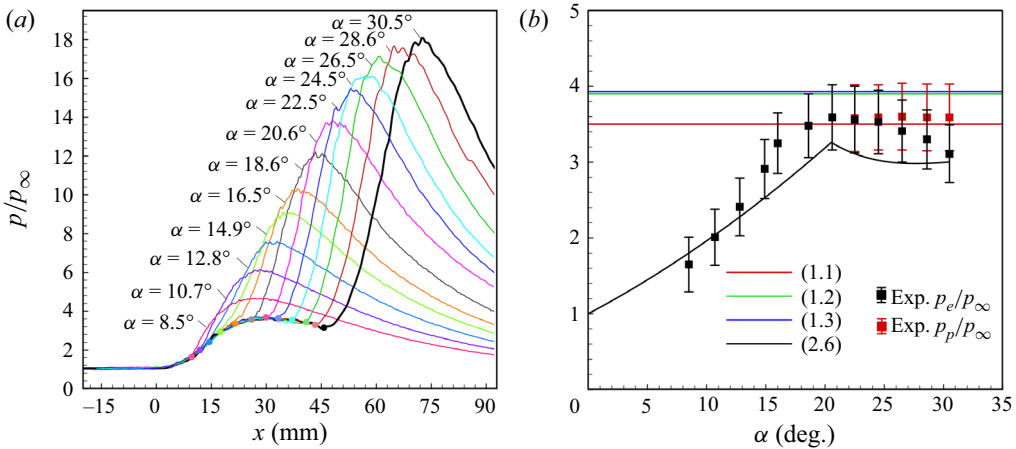 (a)
α = 30.5°
α = 28.6°
α = 26.5°
α = 24.5°
α = 22.5°
α = 20.6°
α = 18.6°
α = 16.5°
α = 14.9°
α = 12.8°
α = 10.7°
α = 8.5°
p/p∞
18
16
14
12
10
8
6
4
2
0
−15 0 15 30 45 60 75 90
x (mm)
(b)
5
4
3
2
1
0
(1.1)
(1.2)
(1.3)
(2.6)
Exp. pe/p∞
Exp. pp/p∞
5 10 15 20 25 30 35
α (deg.)